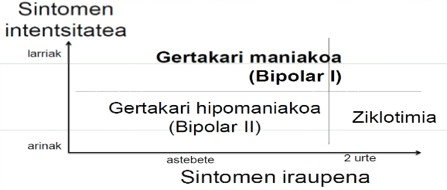 Sintomen
intentsitatea
larriak
Gertakari maniakoa
(Bipolar I)
Gertakari hipomaniakoa
(Bipolar II)
Ziklotimia
arinak
astebete
2 urte
Sintomen iraupena